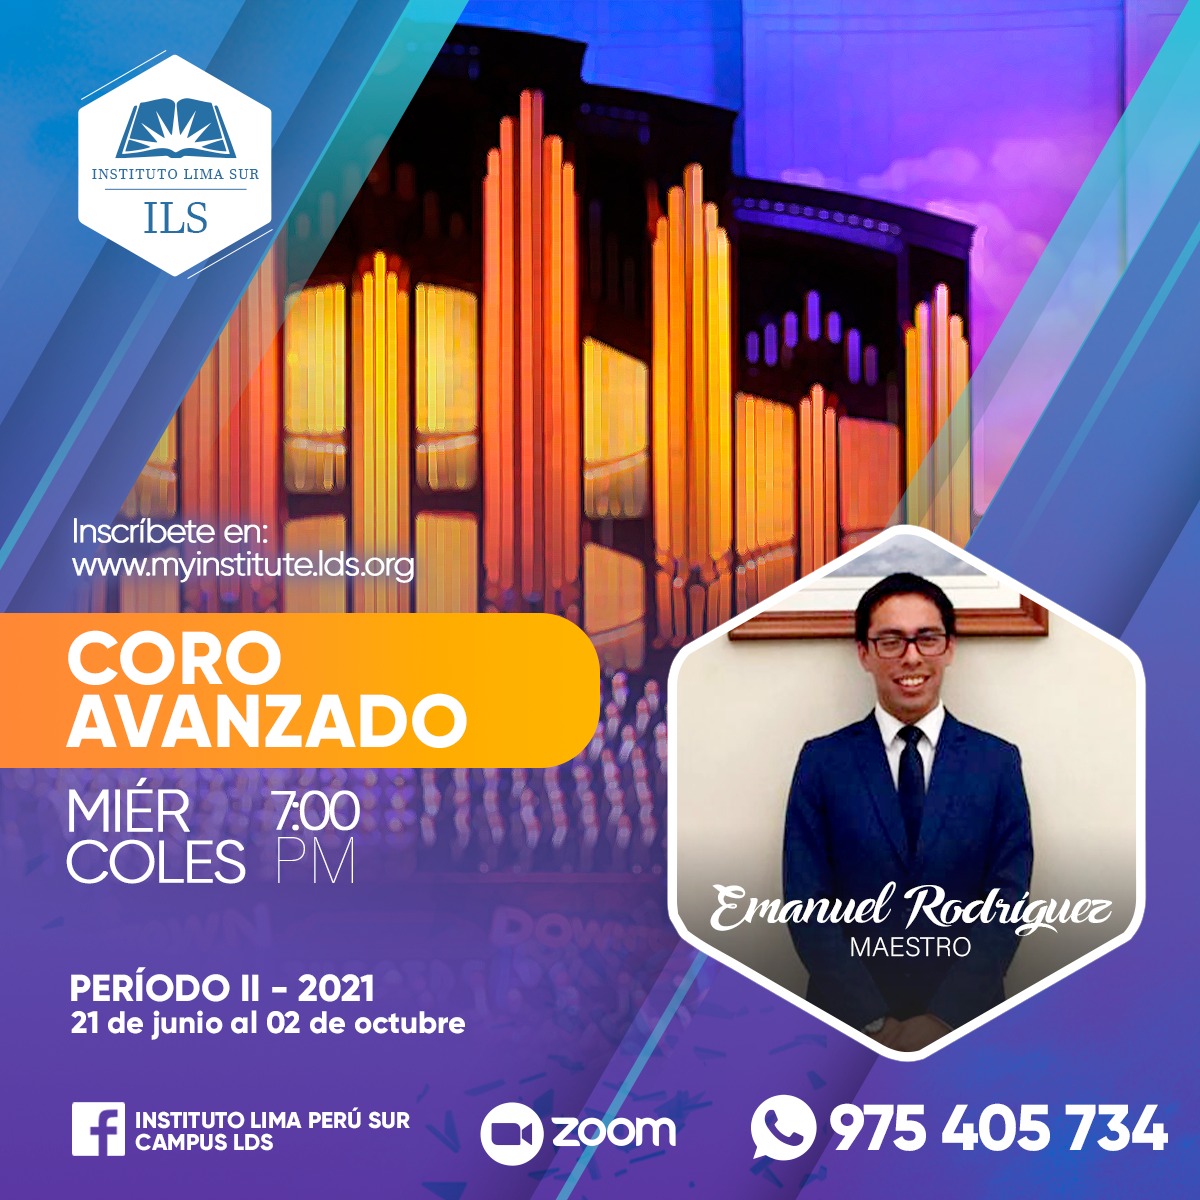 INSTITUTO LIMA SUR
ILS
Inscríbete en:
www.myinstitute.lds.org
CORO
AVANZADO
MIÉR
COLES
7:00
PM
Emanuel Rodríguez
MAESTRO
PERÍODO II - 2021
21 de junio al 02 de octubre
INSTITUTO LIMA PERÚ SUR
CAMPUS LDS
zoom
975 405 734